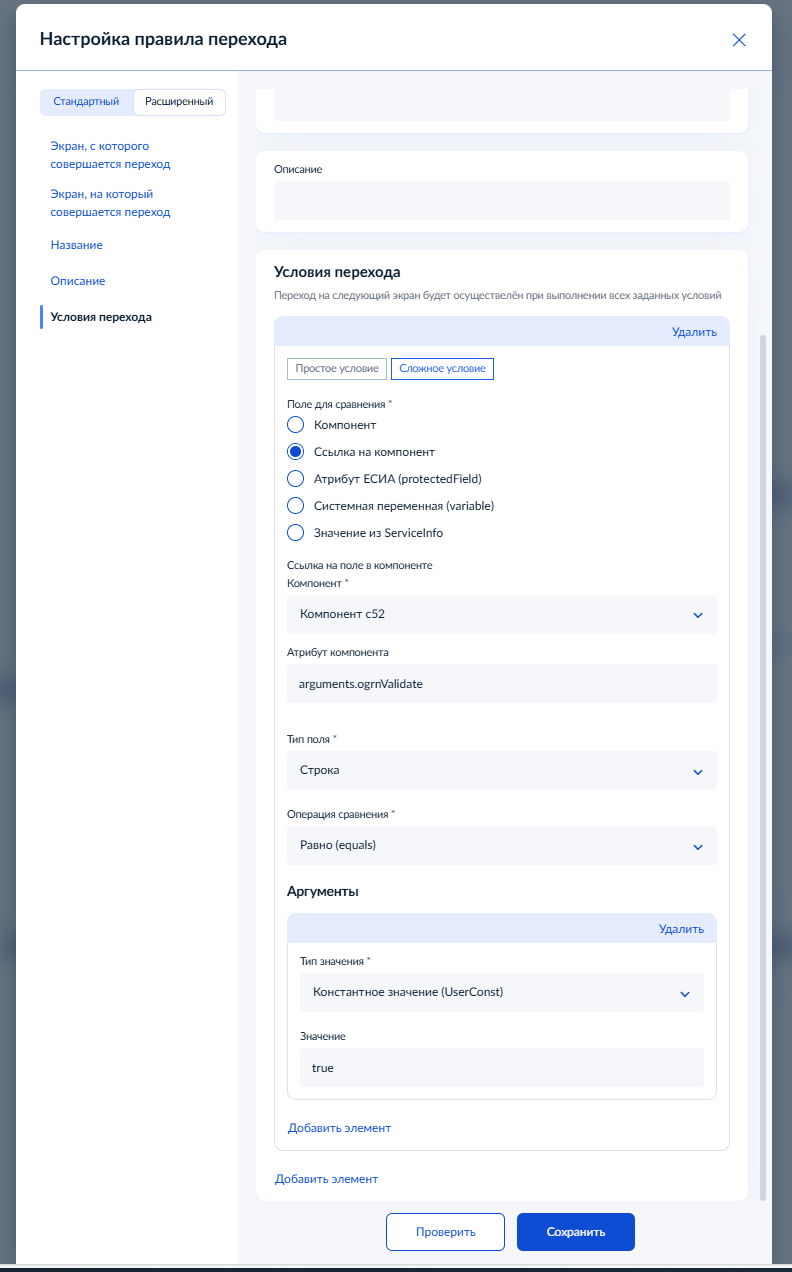 Настройка правила перехода
Стандартный
Расширенный
Экран, с которого
совершается переход
Экран, на который
совершается переход
Название
Описание
Условия перехода
Описание
Условия перехода
Переход на следующий экран будет осуществелён при выполнении всех заданных условий
Удалить
Простое условие
Сложное условие
Поле для сравнения *
Компонент
Ссылка на компонент
Атрибут ЕСИА (protectedField)
Системная переменная (variable)
Значение из ServiceInfo
Ссылка на поле в компоненте
Компонент *
Компонент c52
Атрибут компонента
arguments.ogrnValidate
Тип поля *
Строка
Операция сравнения *
Равно (equals)
Аргументы
Удалить
Тип значения *
Константное значение (UserConst)
Значение
true
Добавить элемент
Добавить элемент
Проверить
Сохранить